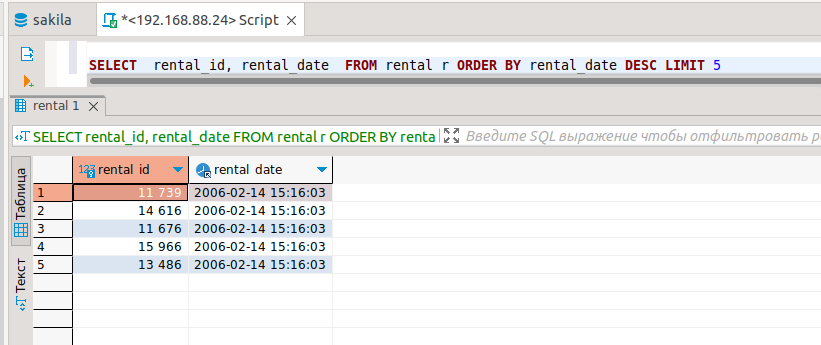 sakila
*<192.168.88.24> Script
SELECT rental_id, rental_date FROM rental r ORDER BY rental_date DESC LIMIT 5
rental 1
SELECT rental_id, rental_date FROM rental r ORDER BY renta
Введите SQL выражение чтобы отфильтровать ре
Таблица
Текст
123 rental_id
rental_date
1 11 739 2006-02-14 15:16:03
2 14 616 2006-02-14 15:16:03
3 11 676 2006-02-14 15:16:03
4 15 966 2006-02-14 15:16:03
5 13 486 2006-02-14 15:16:03